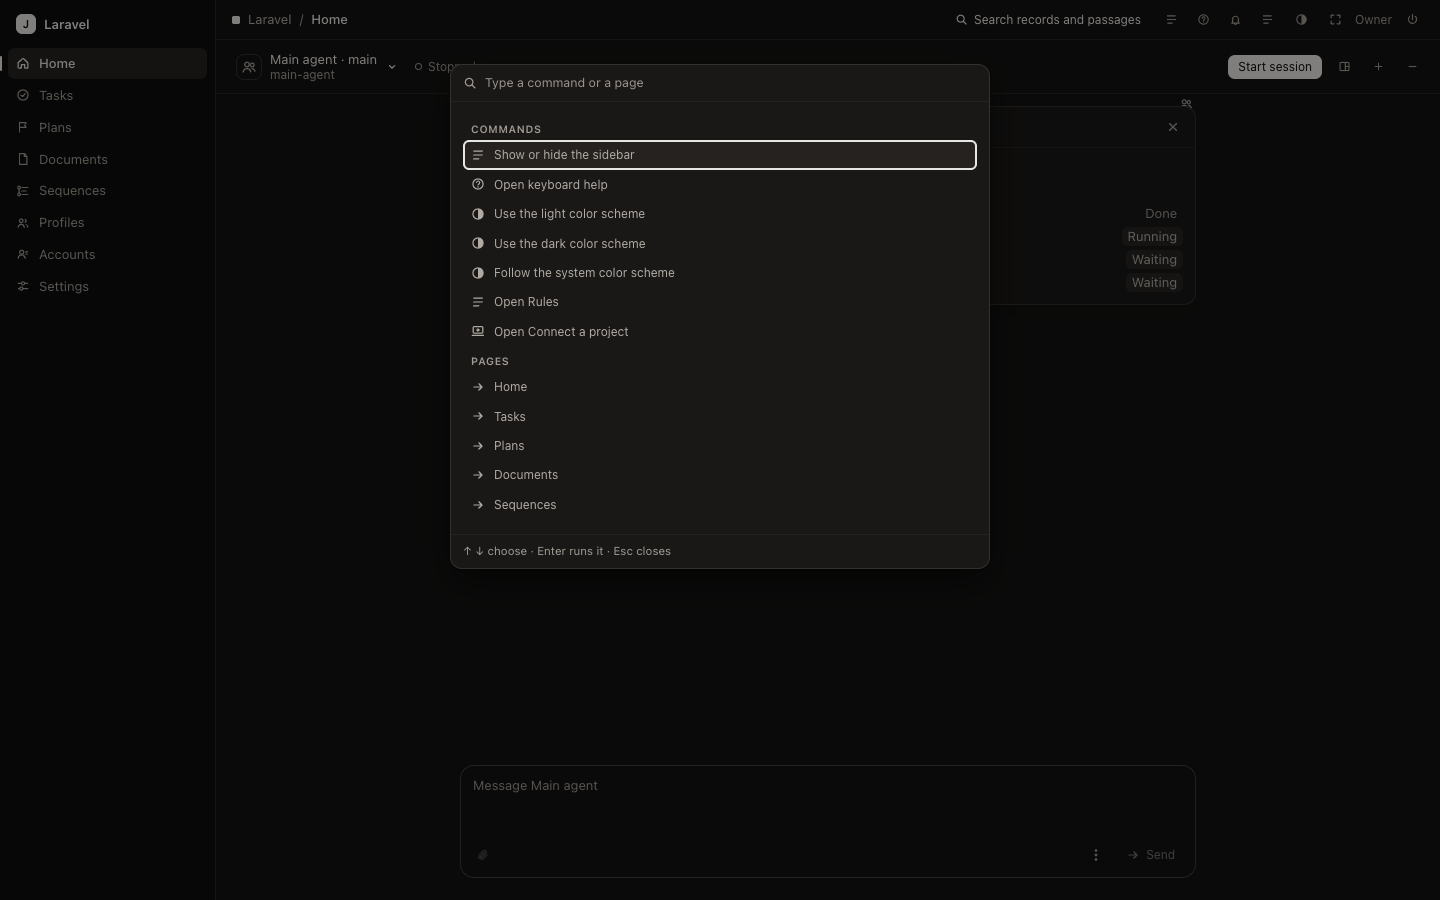 J Laravel
Home
Tasks
Plans
Documents
Sequences
Profiles
Accounts
Settings
Laravel / Home
Search records and passages
Owner
Main agent · main
main-agent
Start session
Type a command or a page
COMMANDS
Show or hide the sidebar
Open keyboard help
Use the light color scheme
Use the dark color scheme
Follow the system color scheme
Open Rules
Open Connect a project
PAGES
Home
Tasks
Plans
Documents
Sequences
↑ ↓ choose · Enter runs it · Esc closes
Done
Running
Waiting
Waiting
Message Main agent
Send